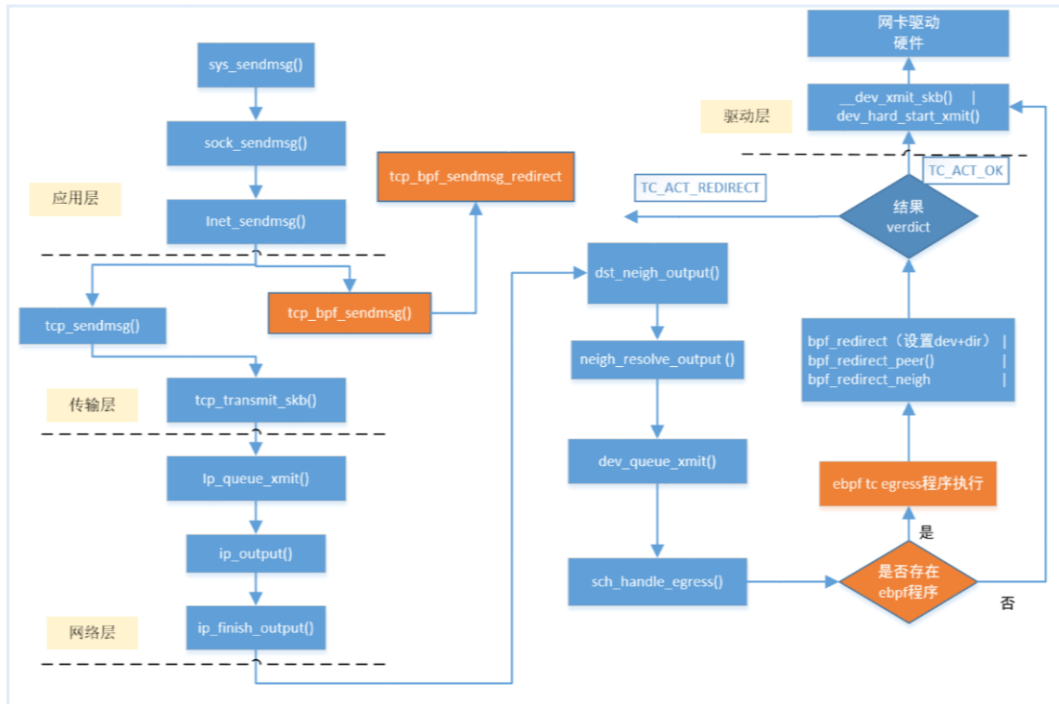 sys_sendmsg()
sock_sendmsg()
应用层
Inet_sendmsg()
tcp_bpf_sendmsg_redirect
tcp_sendmsg()
tcp_bpf_sendmsg()
传输层
tcp_transmit_skb()
Ip_queue_xmit()
ip_output()
网络层
ip_finish_output()
dst_neigh_output()
neigh_resolve_output ()
dev_queue_xmit()
sch_handle_egress()
是否存在
ebpf程序
是
否
ebpf tc egress程序执行
bpf_redirect（设置dev+dir） |
bpf_redirect_peer() |
bpf_redirect_neigh |
结果
verdict
TC_ACT_REDIRECT
TC_ACT_OK
驱动层
__dev_xmit_skb() |
dev_hard_start_xmit()
网卡驱动
硬件